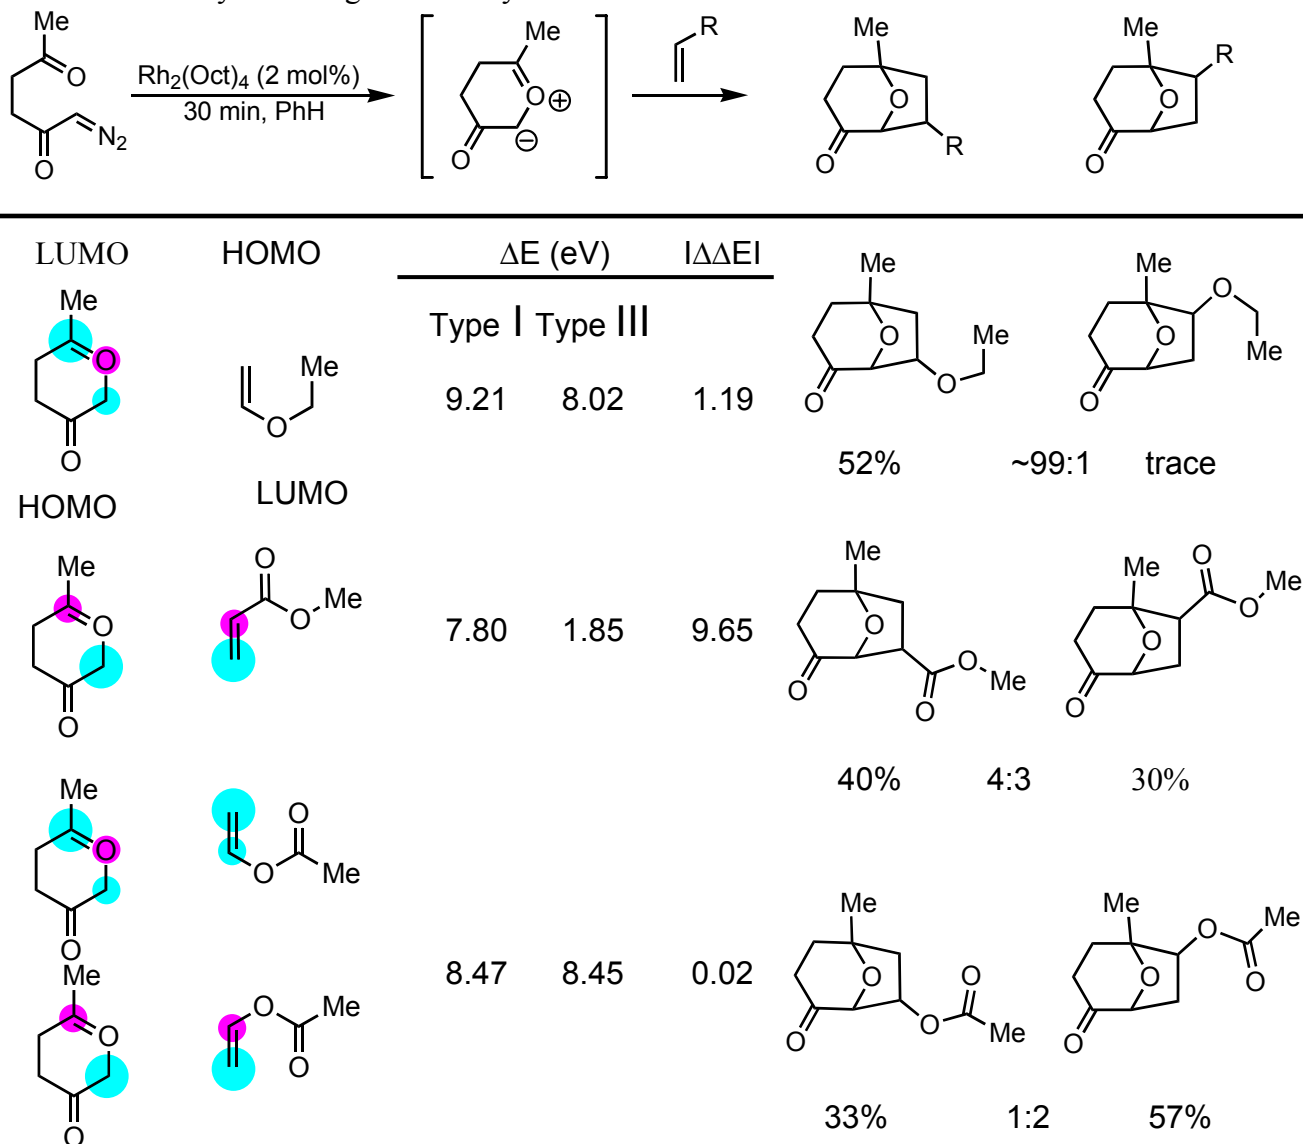 Me
O
N2
O
Rh2(Oct)4 (2 mol%)
30 min, PhH
Me
O
⊕
⊖
O
R
Me
O
O
R
Me
R
O
O
LUMO
HOMO
ΔE (eV)
IΔΔEI
Type I
Type III
Me
O
O
Me
O
9.21
8.02
1.19
Me
O
O
O
Me
Me
O
O
O
Me
52%
~99:1
trace
HOMO
LUMO
Me
O
O
O
O
Me
7.80
1.85
9.65
Me
O
O
O
O
Me
Me
O
O
O
O
Me
40%
4:3
30%
Me
O
O
O
O
Me
Me
O
O
O
O
Me
8.47
8.45
0.02
Me
O
O
O
O
Me
Me
O
O
O
O
Me
33%
1:2
57%